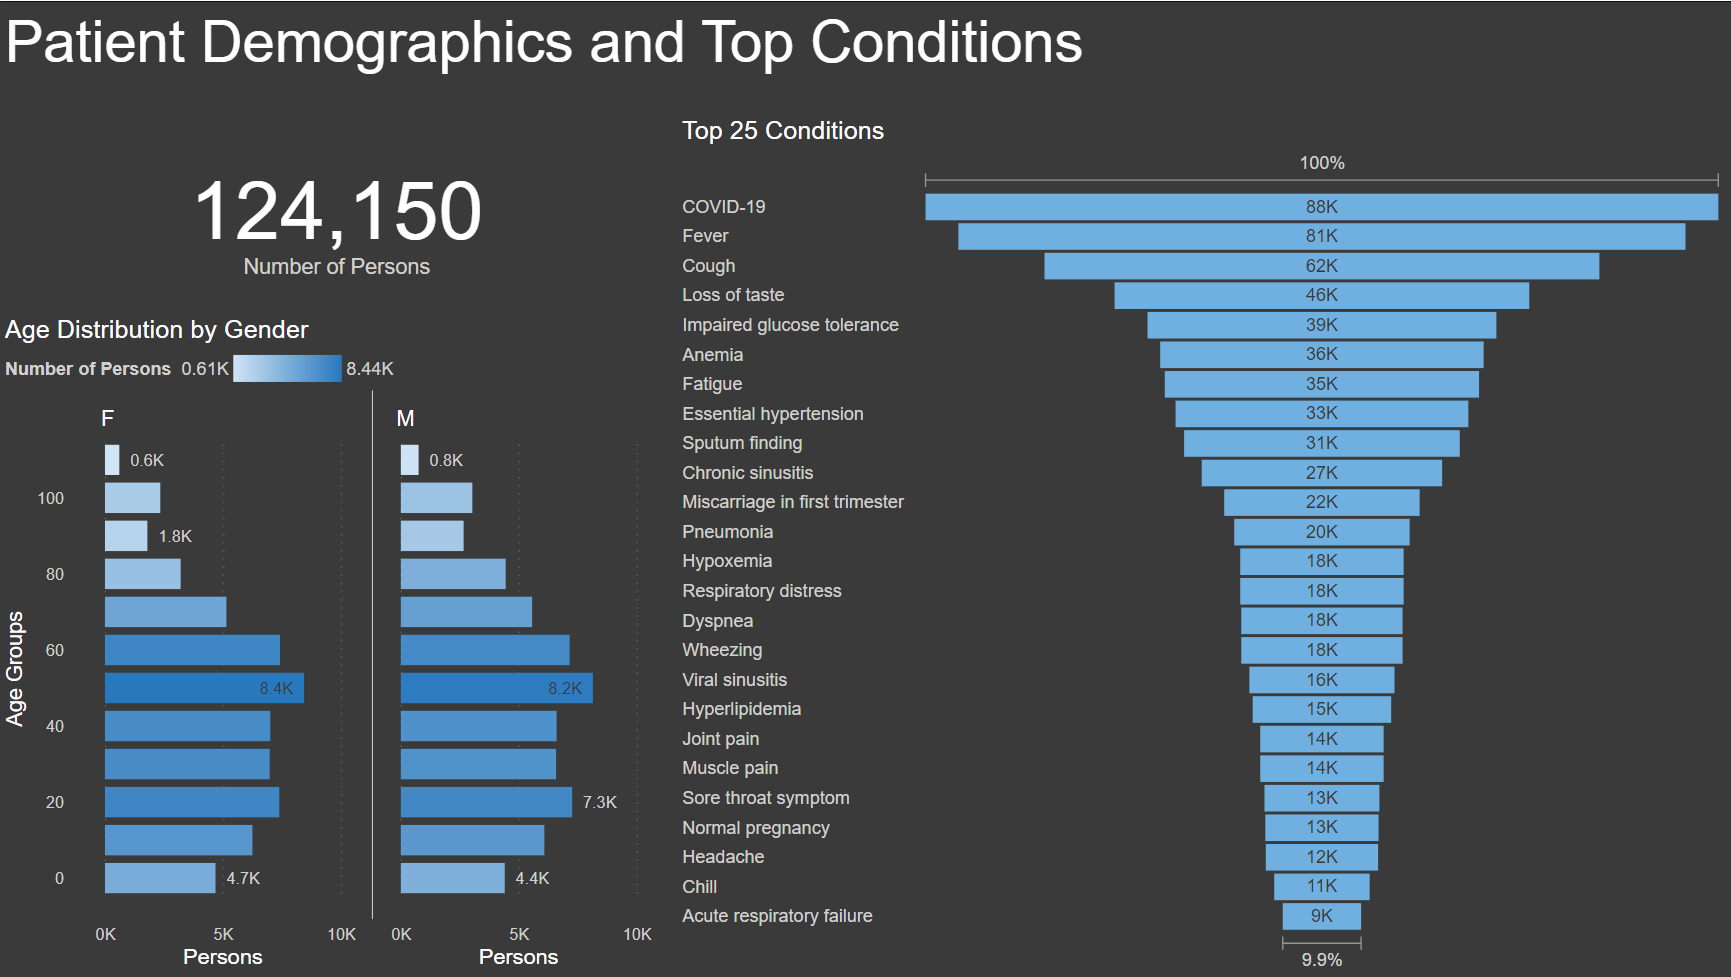 Patient Demographics and Top Conditions
124,150
Number of Persons
Age Distribution by Gender
Number of Persons 0.61K 8.44K
F
M
Age Groups
0.6K
0.8K
100
1.8K
80
60
8.4K
8.2K
40
20
7.3K
0
4.7K
4.4K
0K 5K 10K
0K 5K 10K
Persons
Persons
Top 25 Conditions
100%
COVID-19 88K
Fever 81K
Cough 62K
Loss of taste 46K
Impaired glucose tolerance 39K
Anemia 36K
Fatigue 35K
Essential hypertension 33K
Sputum finding 31K
Chronic sinusitis 27K
Miscarriage in first trimester 22K
Pneumonia 20K
Hypoxemia 18K
Respiratory distress 18K
Dyspnea 18K
Wheezing 18K
Viral sinusitis 16K
Hyperlipidemia 15K
Joint pain 14K
Muscle pain 14K
Sore throat symptom 13K
Normal pregnancy 13K
Headache 12K
Chill 11K
Acute respiratory failure 9K
9.9%